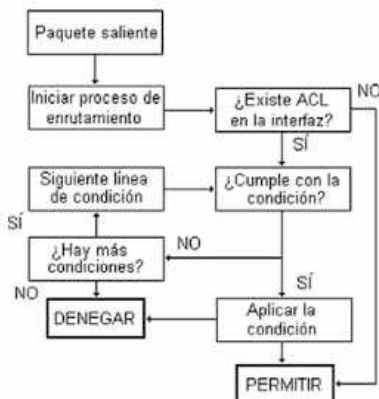 Paquete saliente
Iniciar proceso de
enrutamiento
¿Existe ACL
en la interfaz?
NO
SÍ
Siguiente línea
de condición
¿Cumple con la
condición?
SÍ
¿Hay más
condiciones?
NO
NO
SÍ
DENEGAR
Aplicar la
condición
PERMITIR